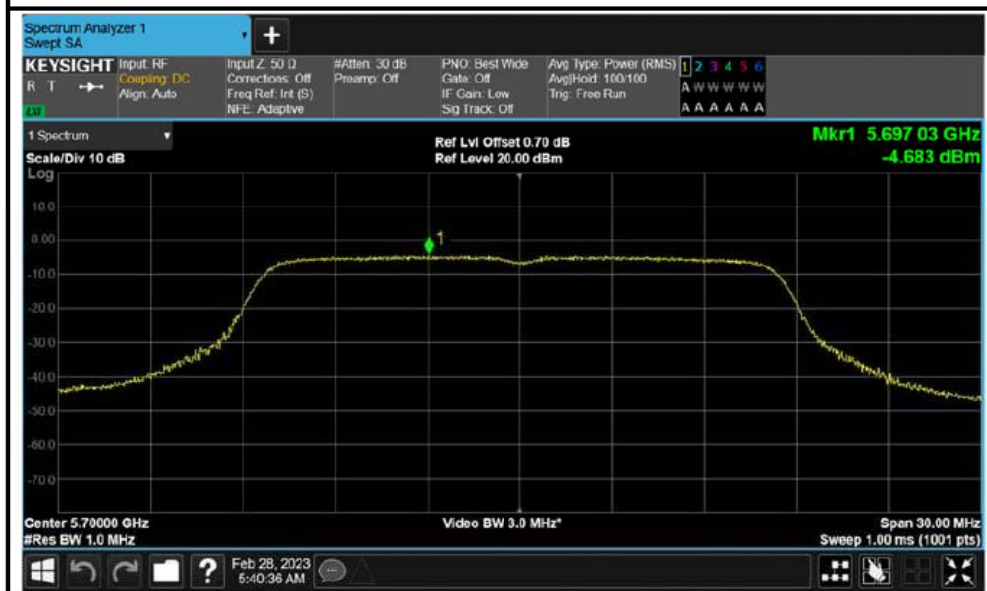 Spectrum Analyzer 1
Swept SA
+
KEYSIGHT Input: RF Input Z: 50 Ω #Atten: 30 dB PNO: Best Wide Avg Type: Power (RMS) 1 2 3 4 5 6
R T Coupling: DC Corrections: Off Preamp: Off Gate: Off Avg|Hold: 100/100 A W W W W W
Align: Auto Freq Ref: Int (S) IF Gain: Low Trig: Free Run
NFE: Adaptive Sig Track: Off A A A A A A
1 Spectrum Ref Lvl Offset 0.70 dB Mkr1 5.697 03 GHz
Scale/Div 10 dB Ref Level 20.00 dBm -4.683 dBm
Log
10.0
0.00
1
-10.0
-20.0
-30.0
-40.0
-50.0
-60.0
-70.0
Center 5.70000 GHz Video BW 3.0 MHz* Span 30.00 MHz
#Res BW 1.0 MHz Sweep 1.00 ms (1001 pts)
? Feb 28, 2023
5:40:36 AM